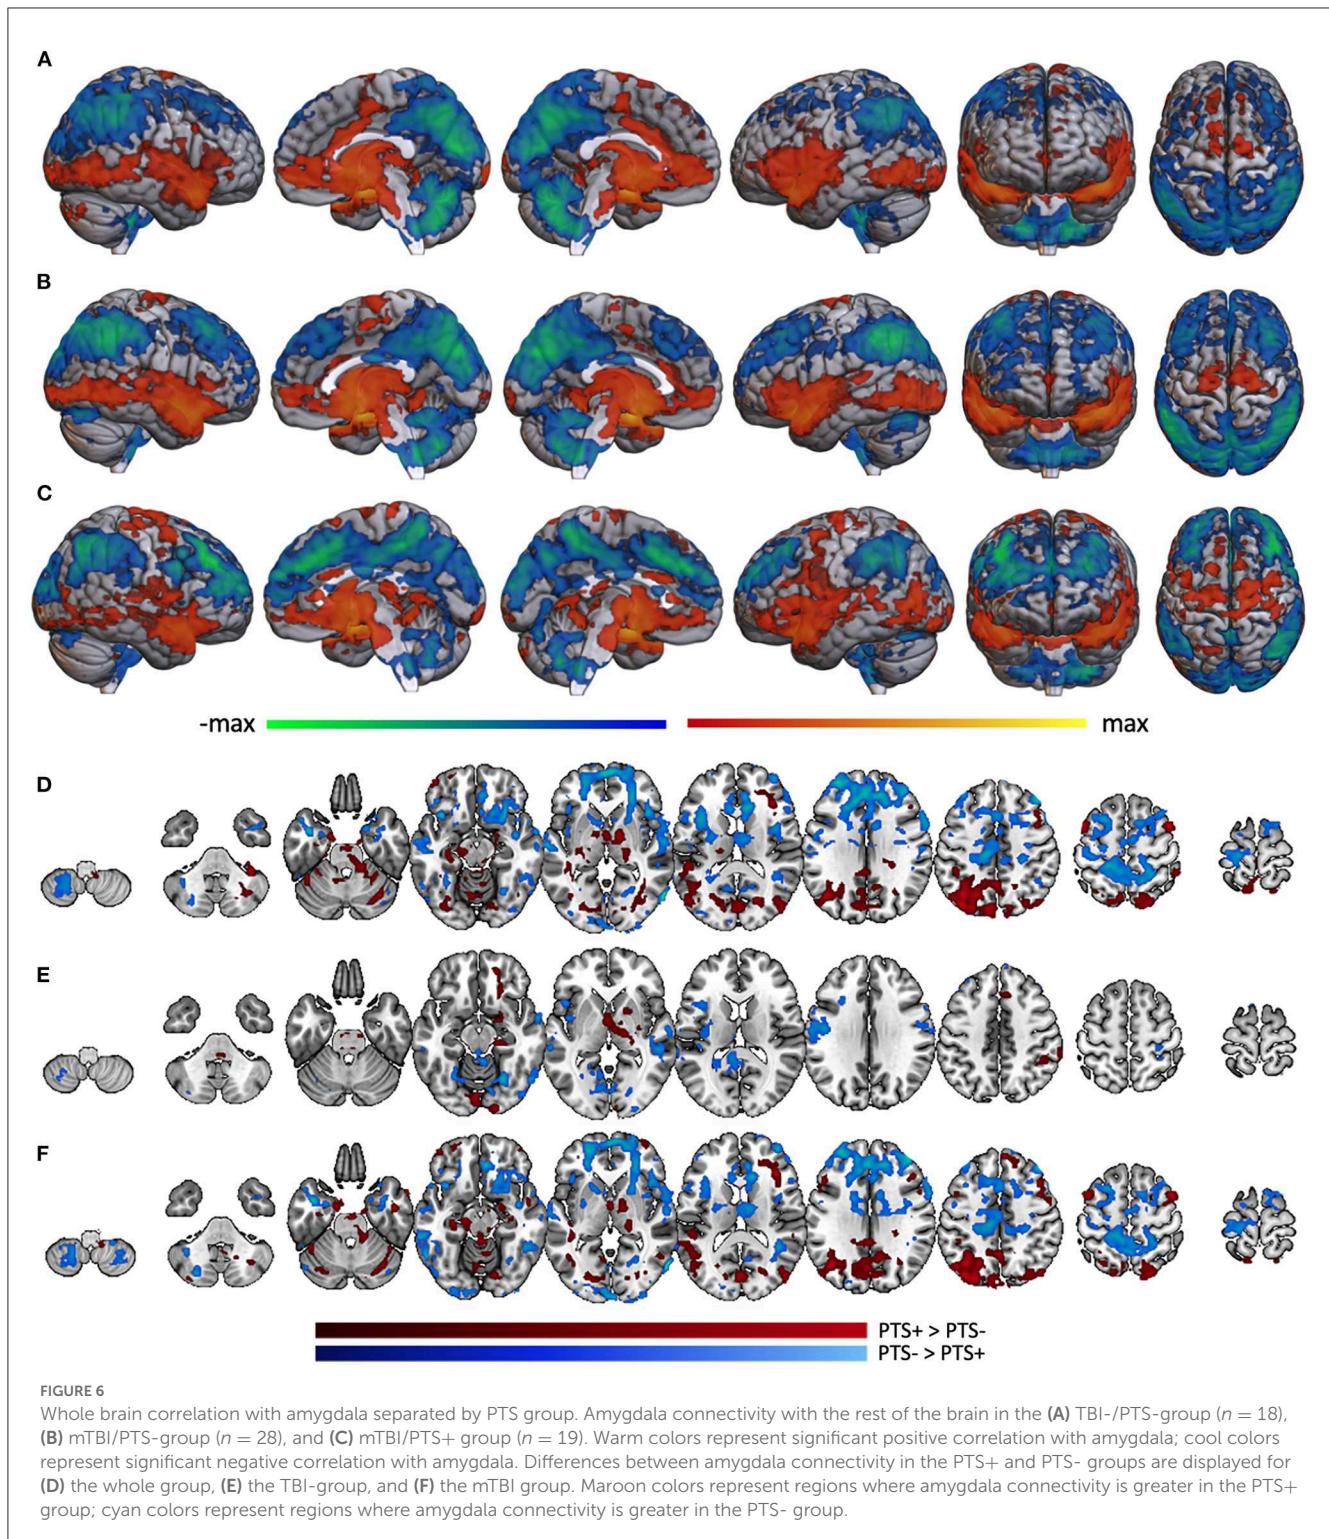 A
B
C
-max
max
D
E
F
PTS+ > PTS-
PTS- > PTS+
FIGURE 6
Whole brain correlation with amygdala separated by PTS group. Amygdala connectivity with the rest of the brain in the (A) TBI-/PTS-group (n = 18),
(B) mTBI/PTS-group (n = 28), and (C) mTBI/PTS+ group (n = 19). Warm colors represent significant positive correlation with amygdala; cool colors
represent significant negative correlation with amygdala. Differences between amygdala connectivity in the PTS+ and PTS- groups are displayed for
(D) the whole group, (E) the TBI-group, and (F) the mTBI group. Maroon colors represent regions where amygdala connectivity is greater in the PTS+
group; cyan colors represent regions where amygdala connectivity is greater in the PTS- group.